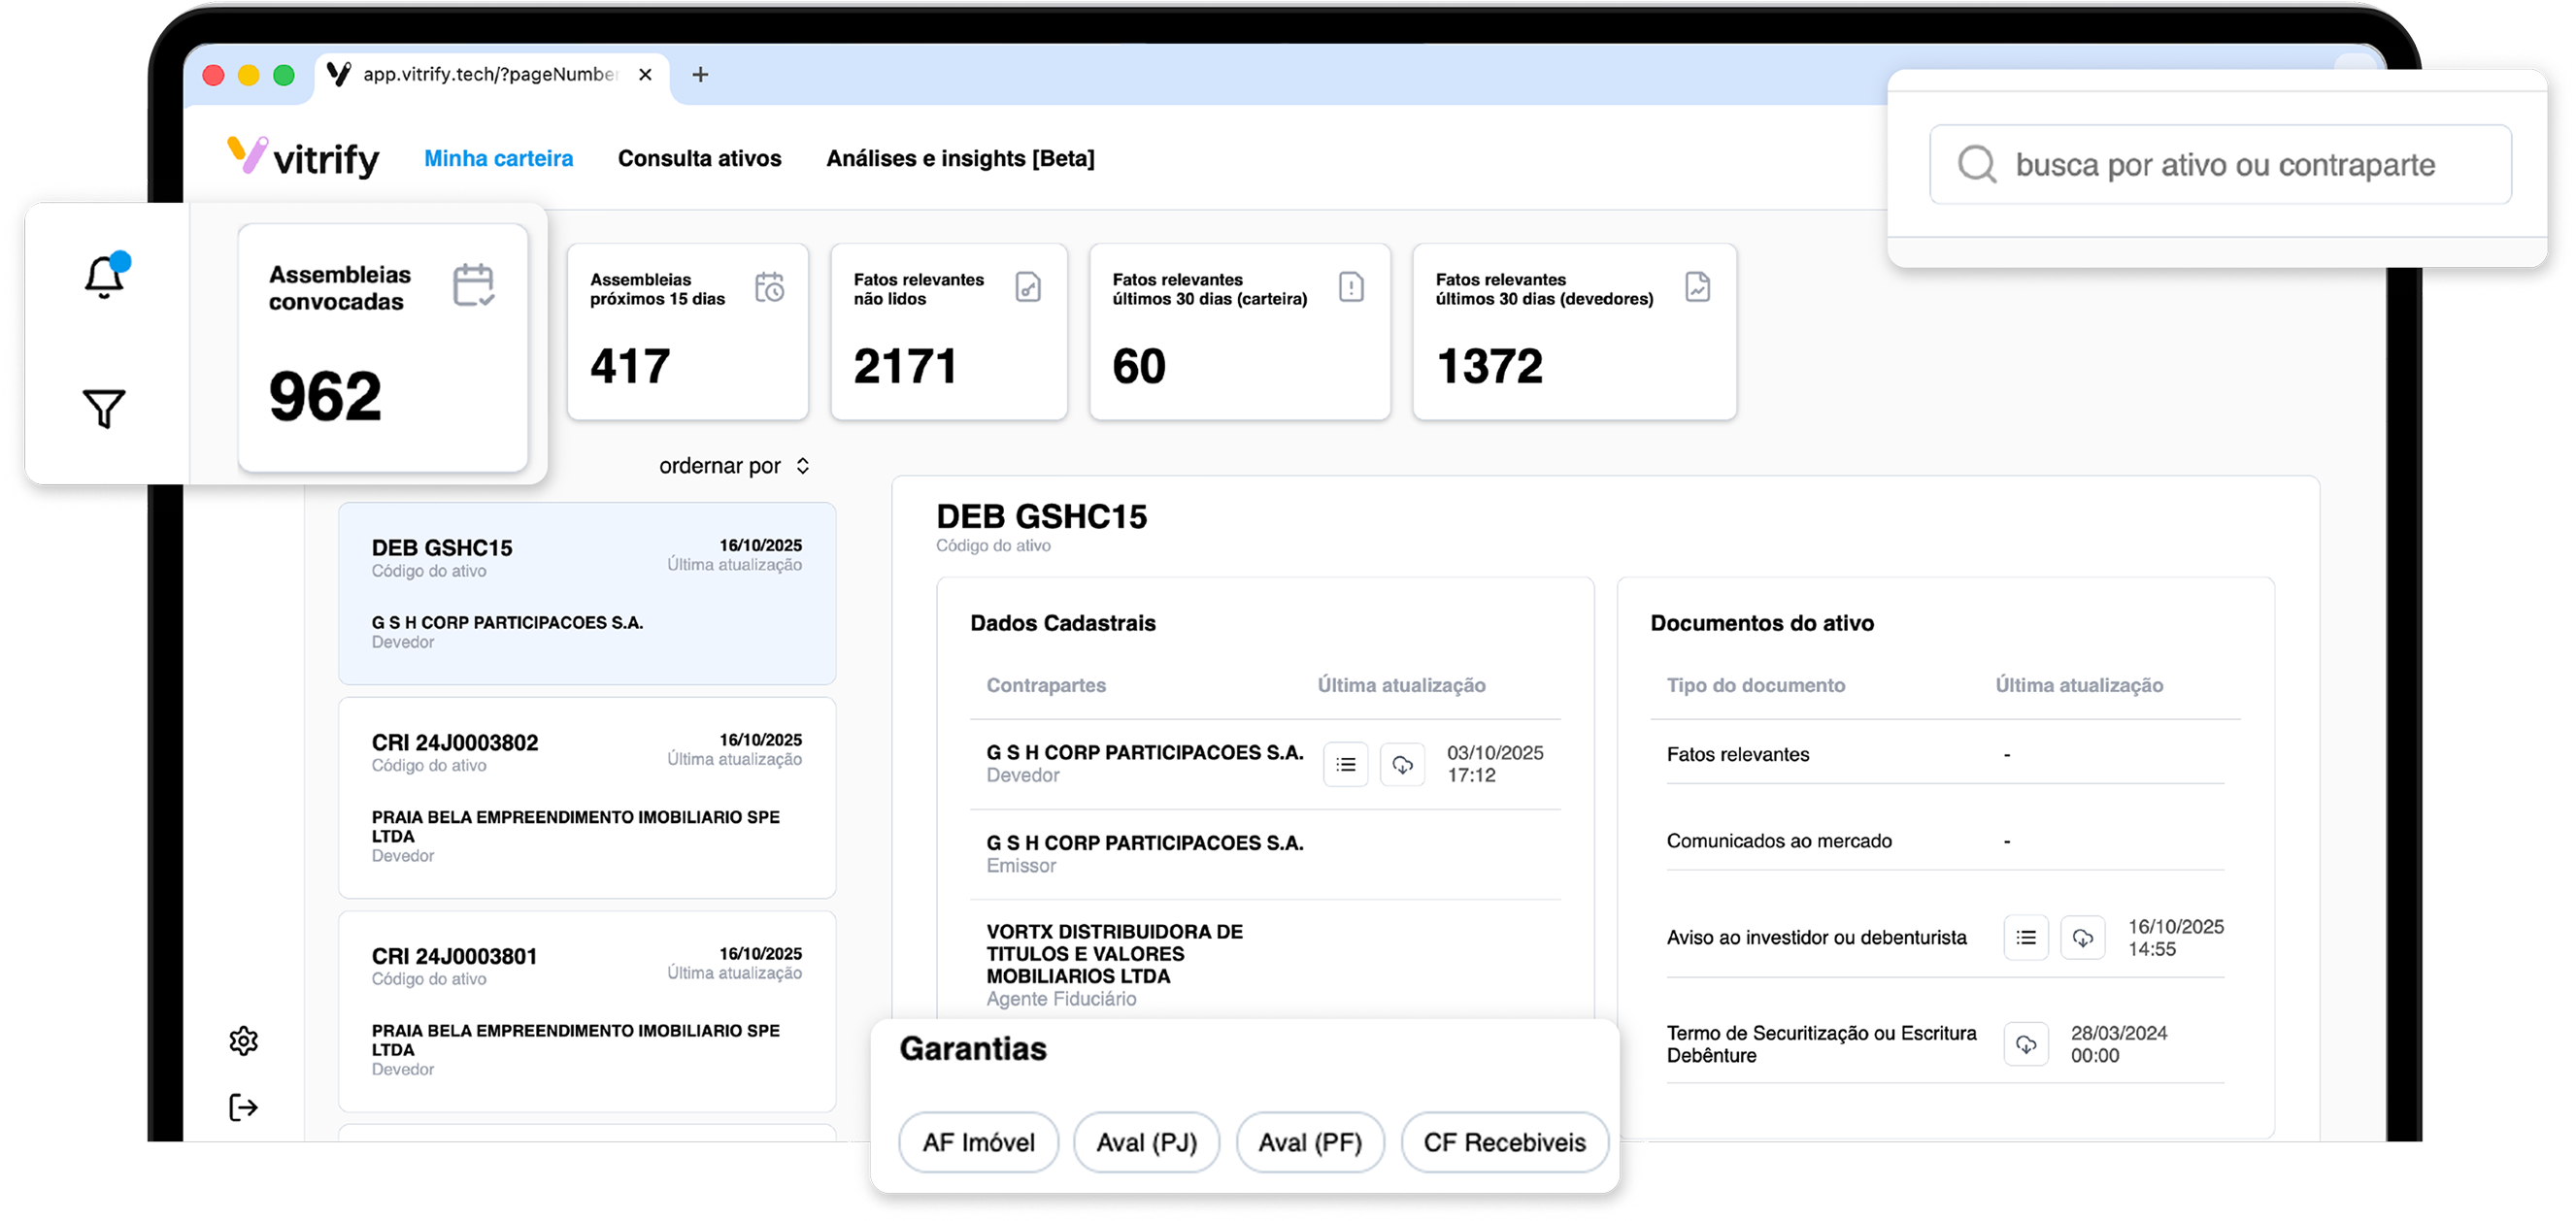 app.vitrify.tech/?pageNumber
vitrify
Minha carteira
Consulta ativos
Análises e insights [Beta]
busca por ativo ou contraparte
Assembleias
convocadas
962
Assembleias
próximos 15 dias
417
Fatos relevantes
não lidos
2171
Fatos relevantes
últimos 30 dias (carteira)
60
Fatos relevantes
últimos 30 dias (devedores)
1372
ordernar por
DEB GSHC15
Código do ativo
16/10/2025
Última atualização
G S H CORP PARTICIPACOES S.A.
Devedor
CRI 24J0003802
Código do ativo
16/10/2025
Última atualização
PRAIA BELA EMPREENDIMENTO IMOBILIARIO SPE
LTDA
Devedor
CRI 24J0003801
Código do ativo
16/10/2025
Última atualização
PRAIA BELA EMPREENDIMENTO IMOBILIARIO SPE
LTDA
Devedor
DEB GSHC15
Código do ativo
Dados Cadastrais
Contrapartes
Última atualização
G S H CORP PARTICIPACOES S.A.
Devedor
03/10/2025
17:12
G S H CORP PARTICIPACOES S.A.
Emissor
VORTX DISTRIBUIDORA DE
TITULOS E VALORES
MOBILIARIOS LTDA
Agente Fiduciário
Documentos do ativo
Tipo do documento
Última atualização
Fatos relevantes
-
Comunicados ao mercado
-
Aviso ao investidor ou debenturista
16/10/2025
14:55
Termo de Securitização ou Escritura
Debênture
28/03/2024
00:00
Garantias
AF Imóvel
Aval (PJ)
Aval (PF)
CF Recebiveis